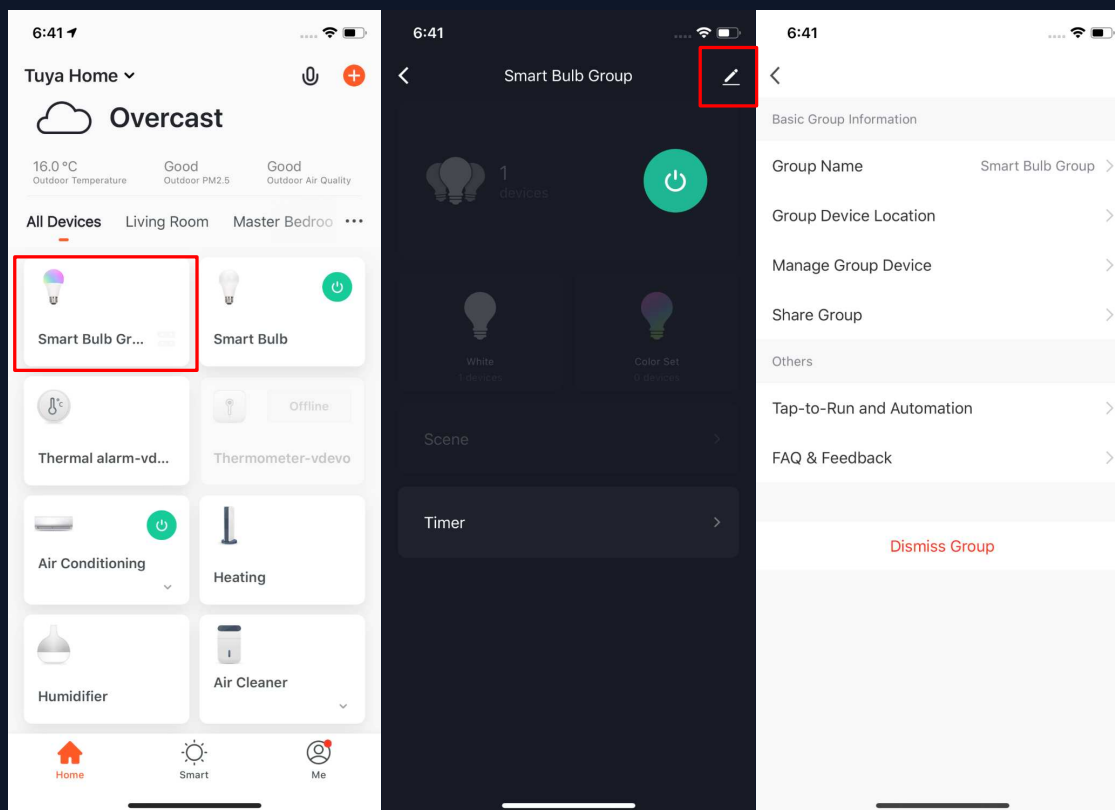 6:41
Tuya Home
Overcast
16.0 °C
Outdoor Temperature
Good
Outdoor PM2.5
Good
Outdoor Air Quality
All Devices
Living Room
Master Bedroo
Smart Bulb Gr...
Smart Bulb
Thermal alarm-vd...
Offline
Thermometer-vdevo
Air Conditioning
Heating
Humidifier
Air Cleaner
Home
Smart
Me
6:41
Smart Bulb Group
1
devices
White
1 devices
Color Set
0 devices
Scene
Timer
6:41
Basic Group Information
Group Name
Smart Bulb Group
Group Device Location
Manage Group Device
Share Group
Others
Tap-to-Run and Automation
FAQ & Feedback
Dismiss Group